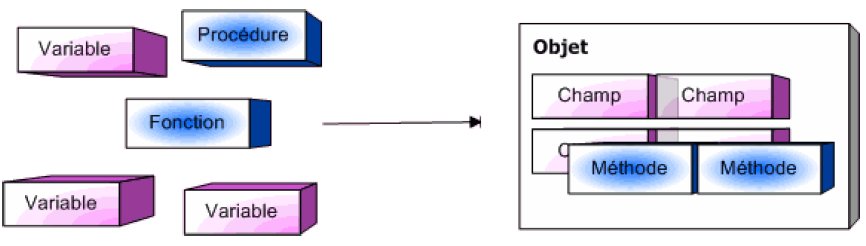 Variable
Procédure
Fonction
Variable
Variable
Objet
Champ Champ
Méthode Méthode